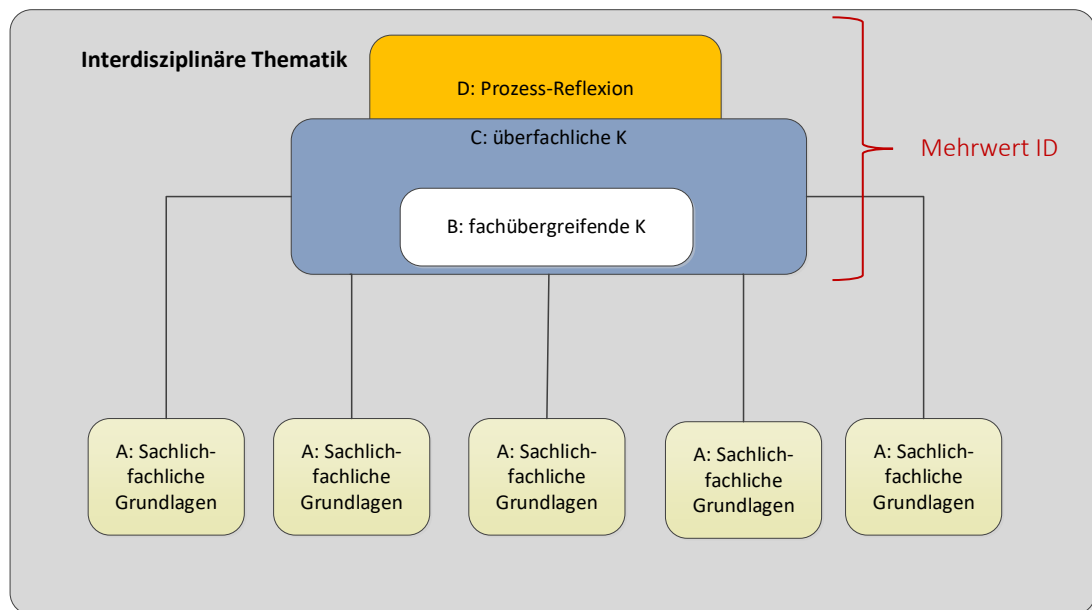 Interdisziplinäre Thematik
D: Prozess-Reflexion
C: überfachliche K
Mehrwert ID
B: fachübergreifende K
A: Sachlich-
fachliche
Grundlagen
A: Sachlich-
fachliche
Grundlagen
A: Sachlich-
fachliche
Grundlagen
A: Sachlich-
fachliche
Grundlagen
A: Sachlich-
fachliche
Grundlagen